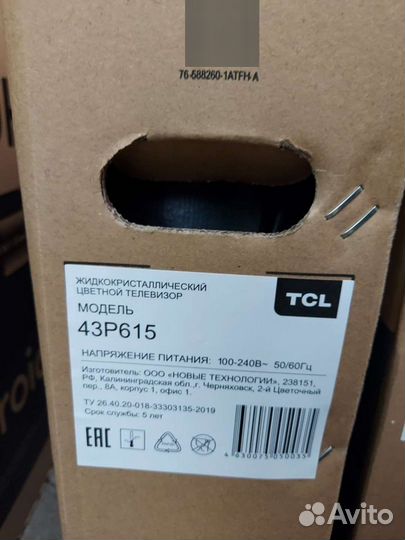 76-588260-1ATFH-A
ЖИДКОКРИСТАЛЛИЧЕСКИЙ
ЦВЕТНОЙ ТЕЛЕВИЗОР
TCL
МОДЕЛЬ
43P615
НАПРЯЖЕНИЕ ПИТАНИЯ: 100-240В~ 50/60Гц
Изготовитель: ООО «НОВЫЕ ТЕХНОЛОГИИ», 238151,
РФ, Калининградская обл.,г. Черняховск, 2-й Цветочный
пер., 8А, корпус 1, офис 1.
ТУ 26.40.20-018-33303135-2019
Срок службы: 5 лет
EAC
Avito